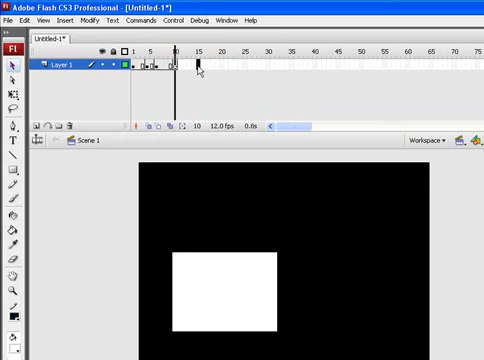 Adobe Flash CS3 Professional - [Untitled-1*]
File Edit View Insert Modify Text Commands Control Debug Window Help
Untitled-1*
1 5 10 15 20 25 30 35 40 45 50 55 60 65 70 75
Fl
Layer 1
10 12.0 fps 0.8s
Scene 1 Workspace
T